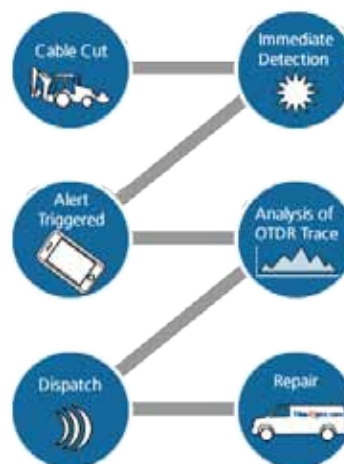 Cable Cut
Immediate
Detection
Alert
Triggered
Analysis of
OTDR Trace
Dispatch
Repair